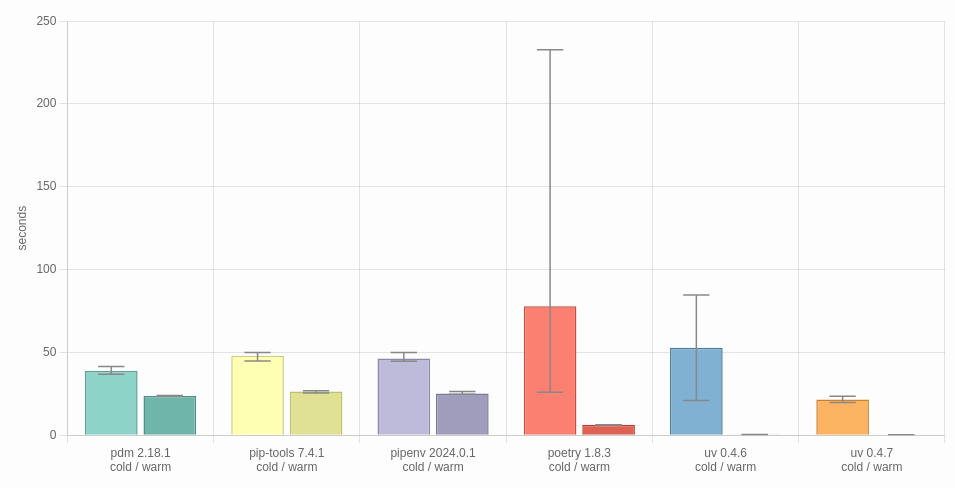 250
200
150
100
50
0
seconds
pdm 2.18.1
cold / warm
pip-tools 7.4.1
cold / warm
pipenv 2024.0.1
cold / warm
poetry 1.8.3
cold / warm
uv 0.4.6
cold / warm
uv 0.4.7
cold / warm